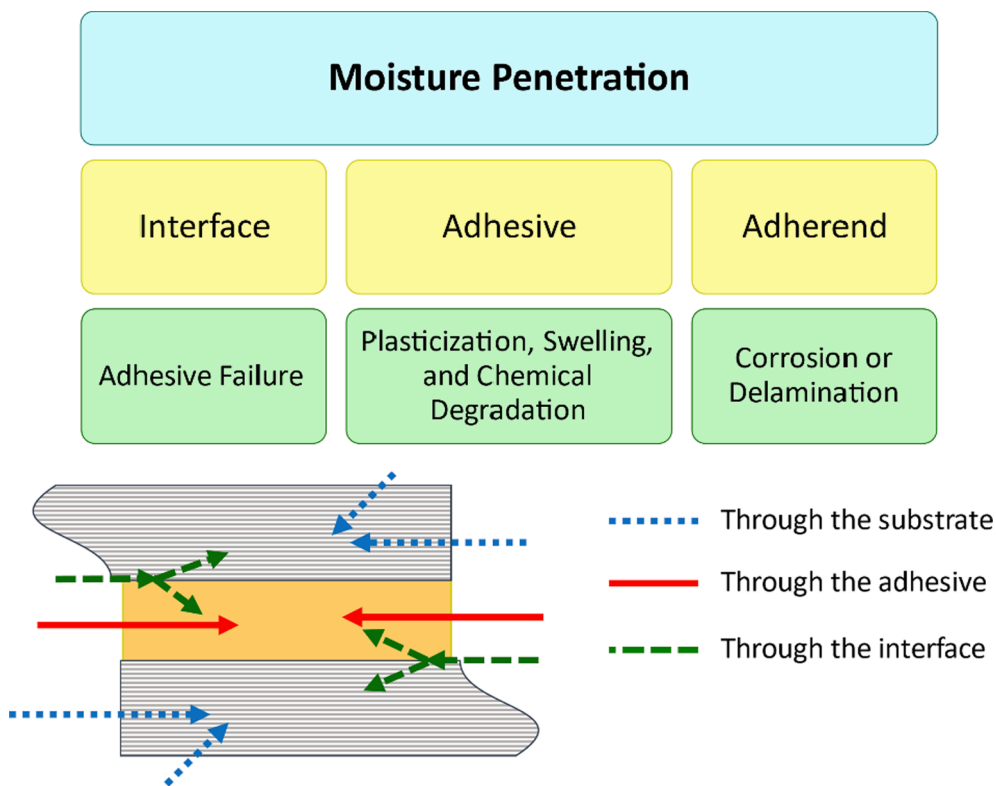 Moisture Penetration
Interface
Adhesive
Adherend
Adhesive Failure
Plasticization, Swelling,
and Chemical
Degradation
Corrosion or
Delamination
Through the substrate
Through the adhesive
Through the interface